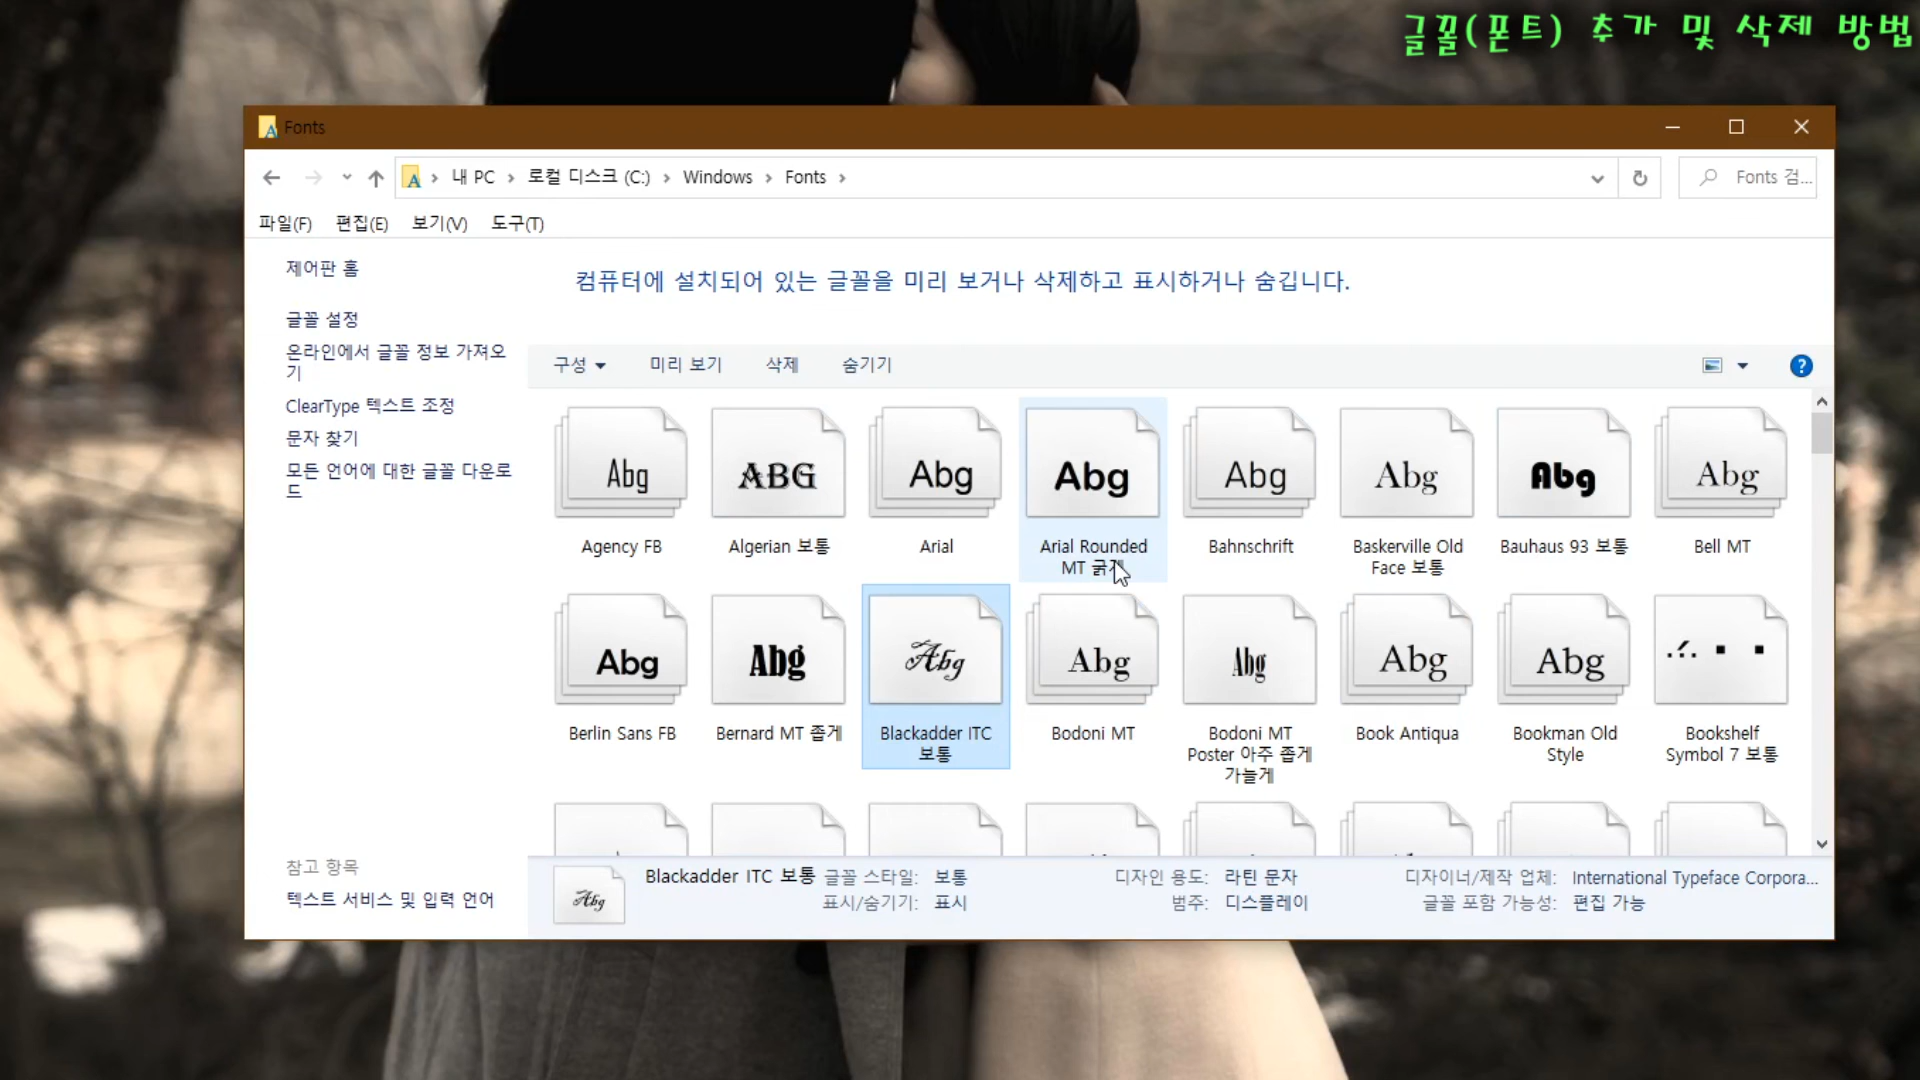 글꼴(폰트) 추가 및 삭제 방법
Fonts
내 PC > 로컬 디스크 (C:) > Windows > Fonts >
Fonts 검...
파일(F) 편집(E) 보기(V) 도구(T)
제어판 홈
글꼴 설정
온라인에서 글꼴 정보 가져오
기
ClearType 텍스트 조정
문자 찾기
모든 언어에 대한 글꼴 다운로
드
참고 항목
텍스트 서비스 및 입력 언어
컴퓨터에 설치되어 있는 글꼴을 미리 보거나 삭제하고 표시하거나 숨깁니다.
구성 미리 보기 삭제 숨기기
Abg ABG Abg Abg Abg Abg Abg Abg
Agency FB
Algerian 보통
Arial
Arial Rounded
MT 굵게
Bahnschrift
Baskerville Old
Face 보통
Bauhaus 93 보통
Bell MT
Abg Abg Abg Abg Abg Abg Abg
Berlin Sans FB
Bernard MT 좁게
Blackadder ITC
보통
Bodoni MT
Bodoni MT
Poster 아주 좁게
가늘게
Book Antiqua
Bookman Old
Style
Bookshelf
Symbol 7 보통
Abg
Blackadder ITC 보통 글꼴 스타일: 보통 디자인 용도: 라틴 문자 디자이너/제작 업체: International Typeface Corpora...
표시/숨기기: 표시 범주: 디스플레이 글꼴 포함 가능성: 편집 가능